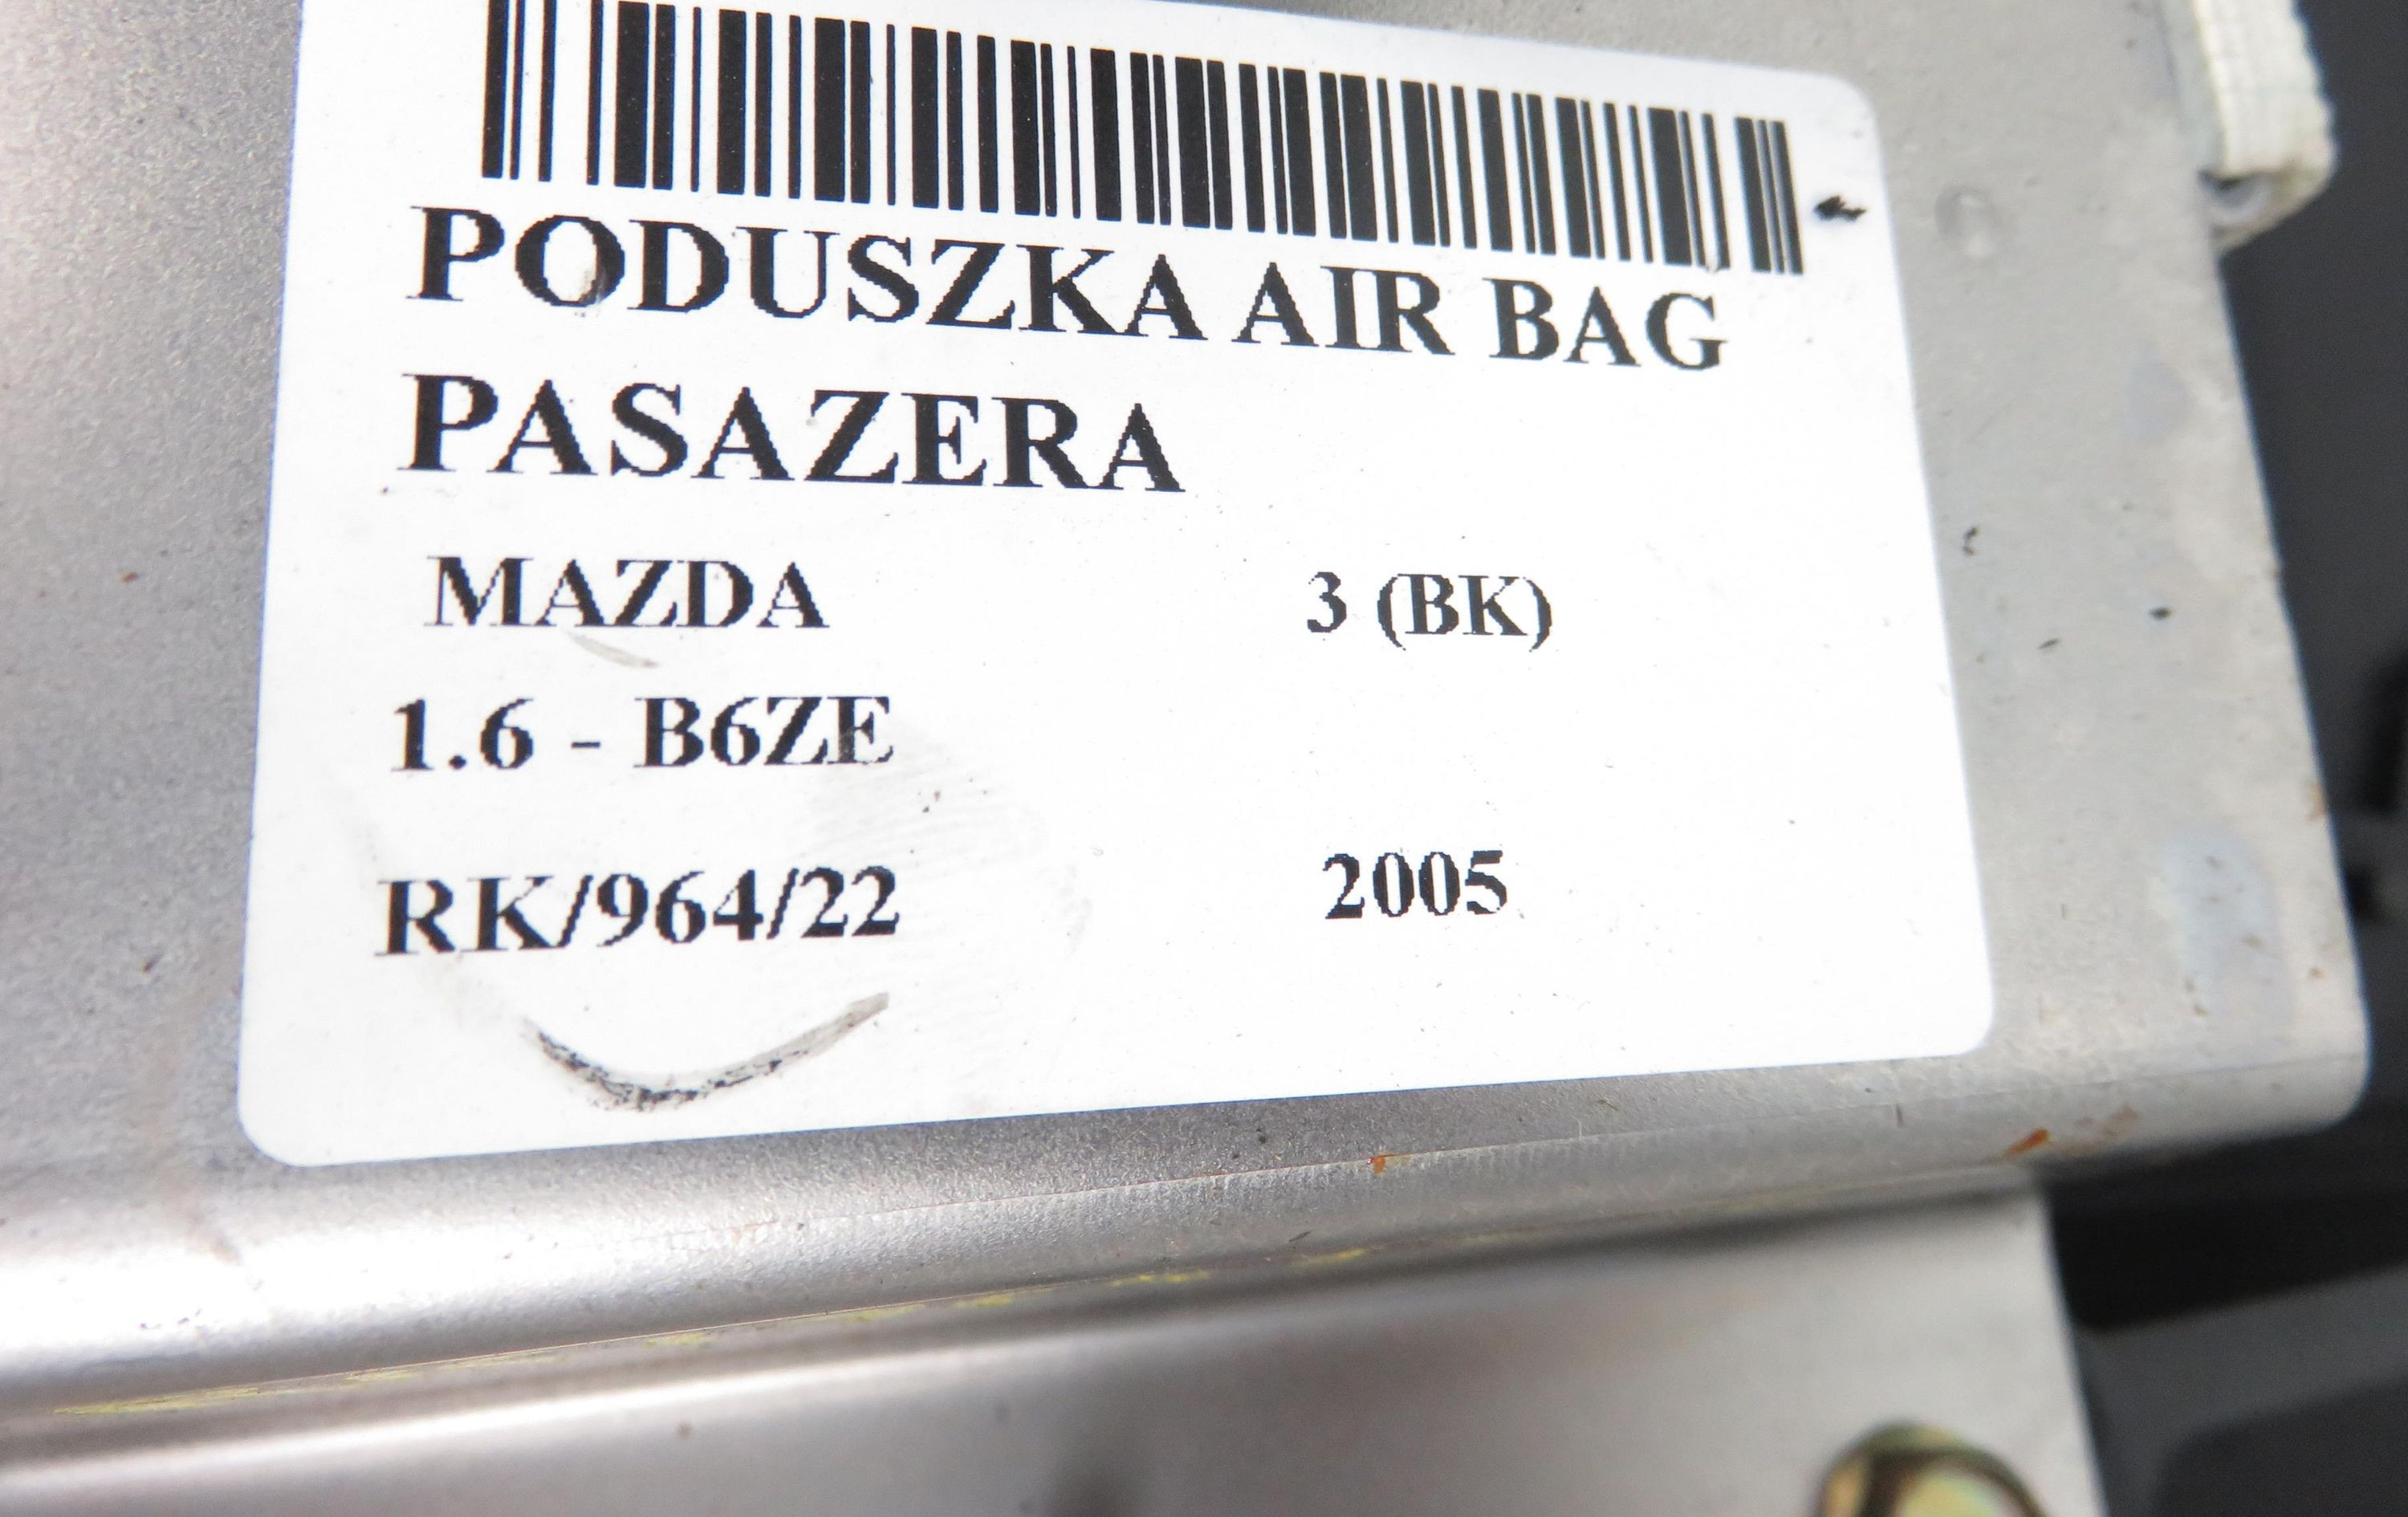 PODUSZKA AIR BAG
PASAZERA
MAZDA 3 (BK)
1.6 - B6ZE
RK/964/22 2005